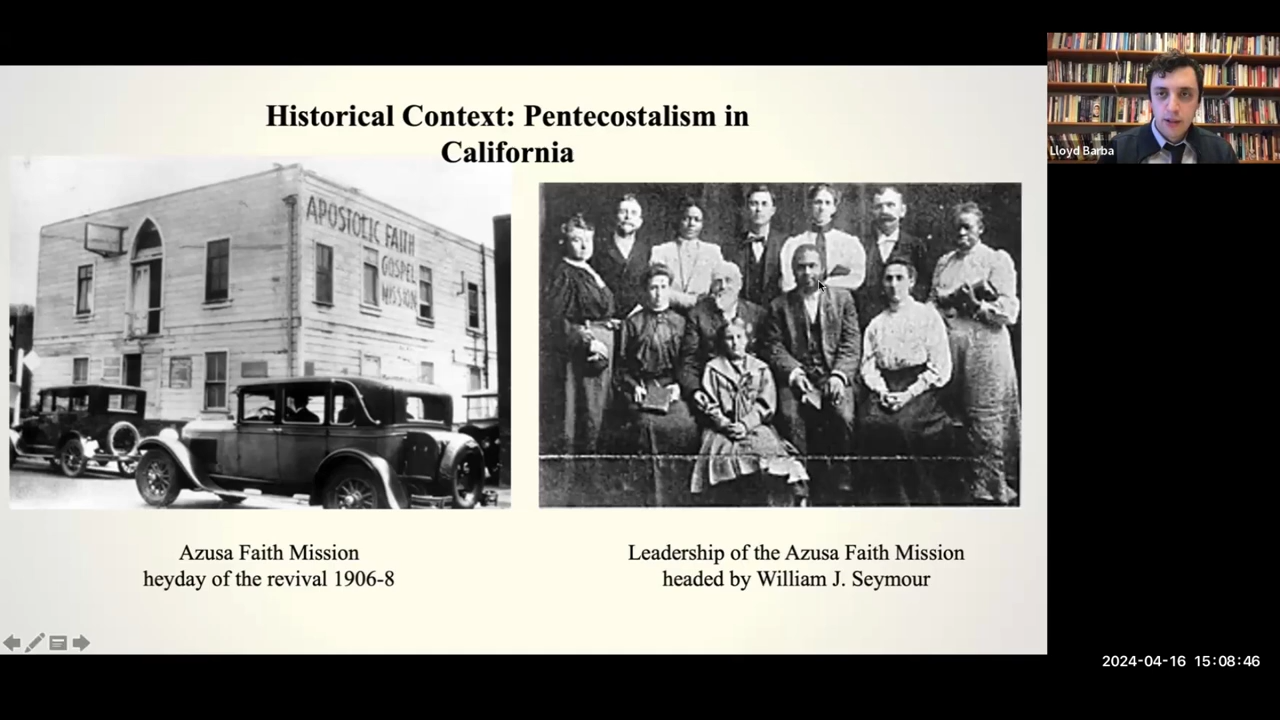 Historical Context: Pentecostalism in
California
APOSTOLIC FAITH
GOSPEL
MISSION
Azusa Faith Mission
heyday of the revival 1906-8
Leadership of the Azusa Faith Mission
headed by William J. Seymour
Lloyd Barba
2024-04-16 15:08:46